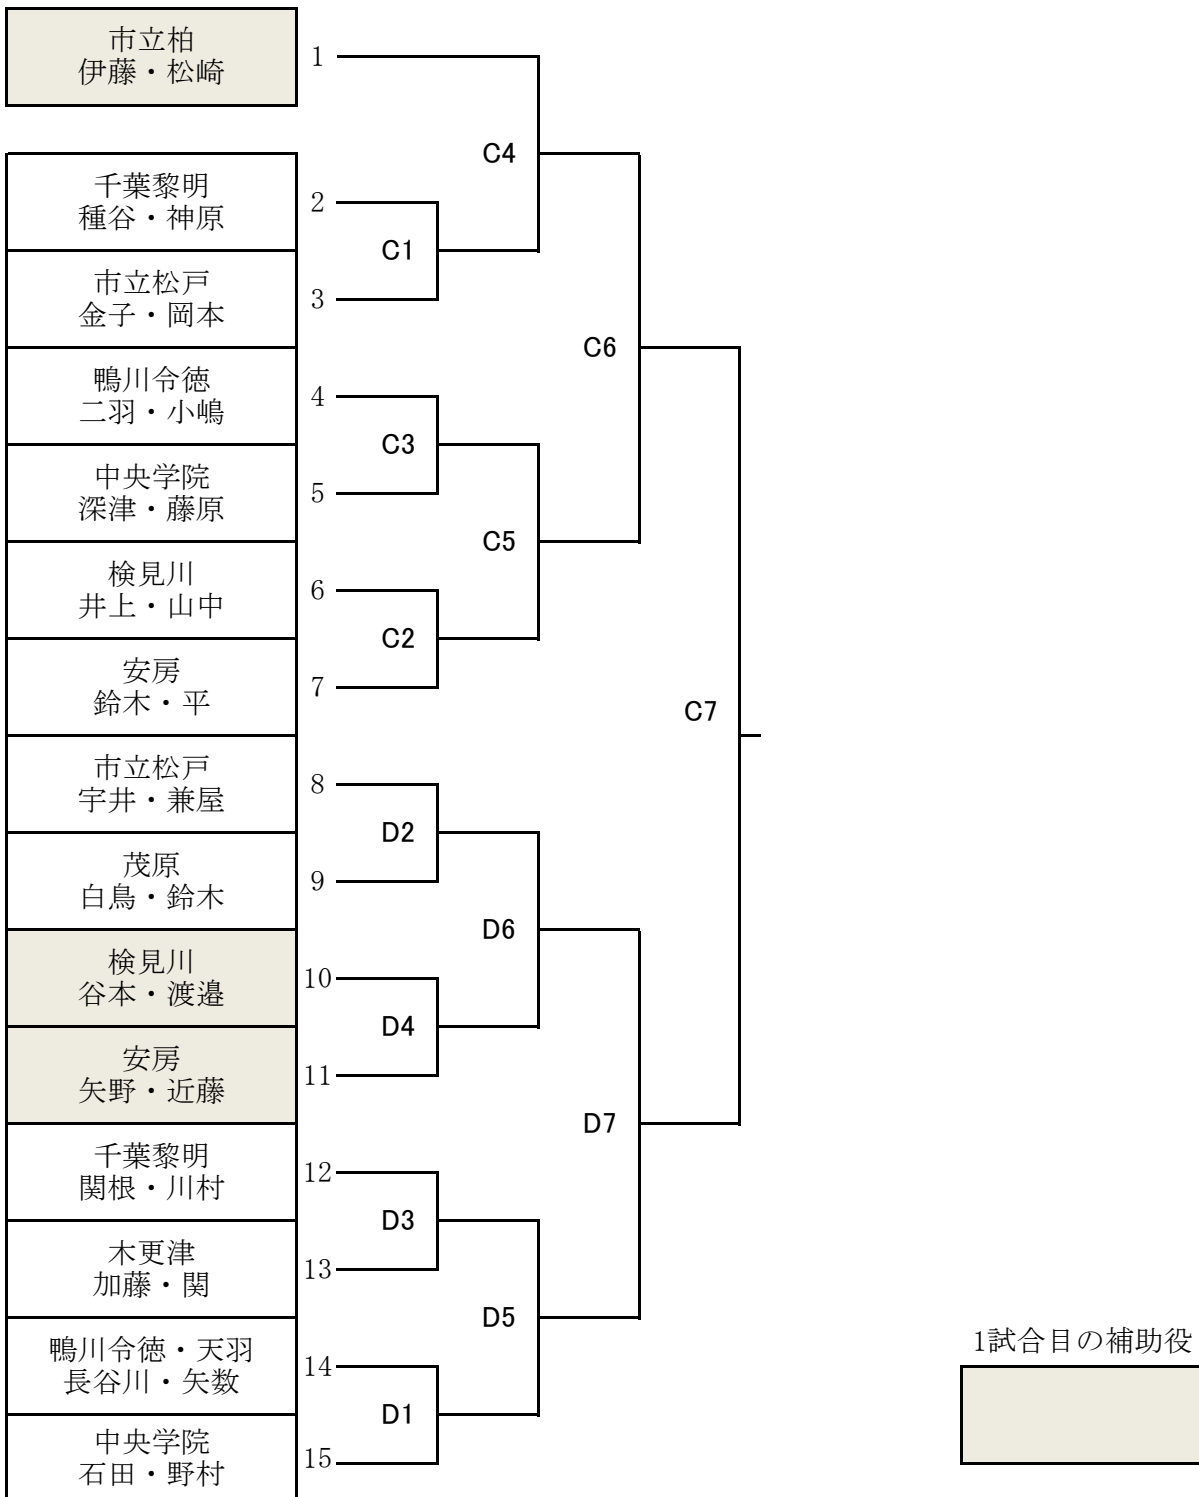 市立柏
伊藤・松崎
1
C4
千葉黎明
種谷・神原
2
C1
市立松戸
金子・岡本
3
C6
鴨川令徳
二羽・小嶋
4
C3
中央学院
深津・藤原
5
C5
検見川
井上・山中
6
C2
安房
鈴木・平
7
C7
市立松戸
宇井・兼屋
8
D2
茂原
白鳥・鈴木
9
D6
検見川
谷本・渡邉
10
D4
安房
矢野・近藤
11
D7
千葉黎明
関根・川村
12
D3
木更津
加藤・関
13
D5
鴨川令徳・天羽
長谷川・矢数
14
D1
中央学院
石田・野村
15
1試合目の補助役